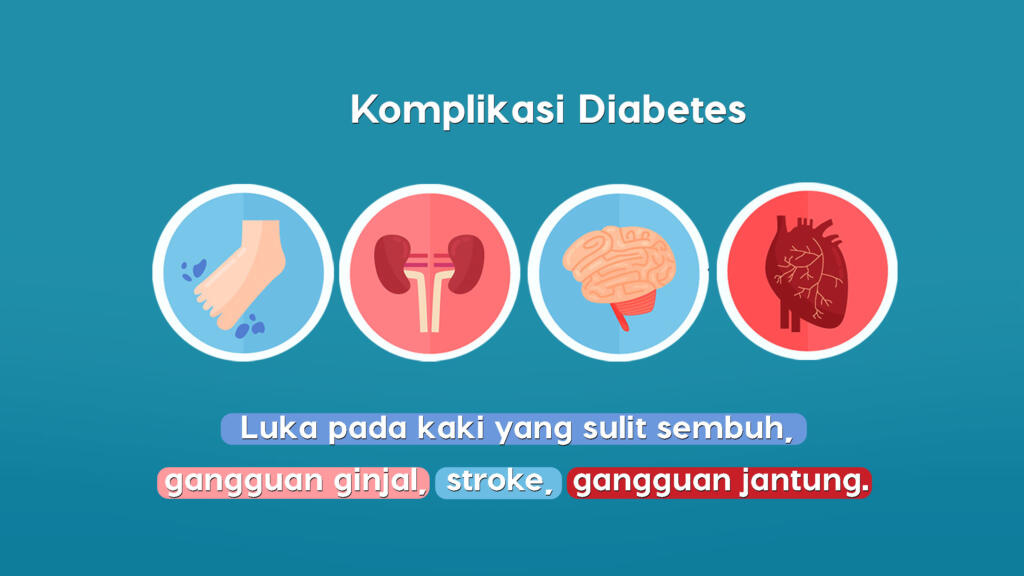 Komplikasi Diabetes
Luka pada kaki yang sulit sembuh,
gangguan ginjal, stroke, gangguan jantung.